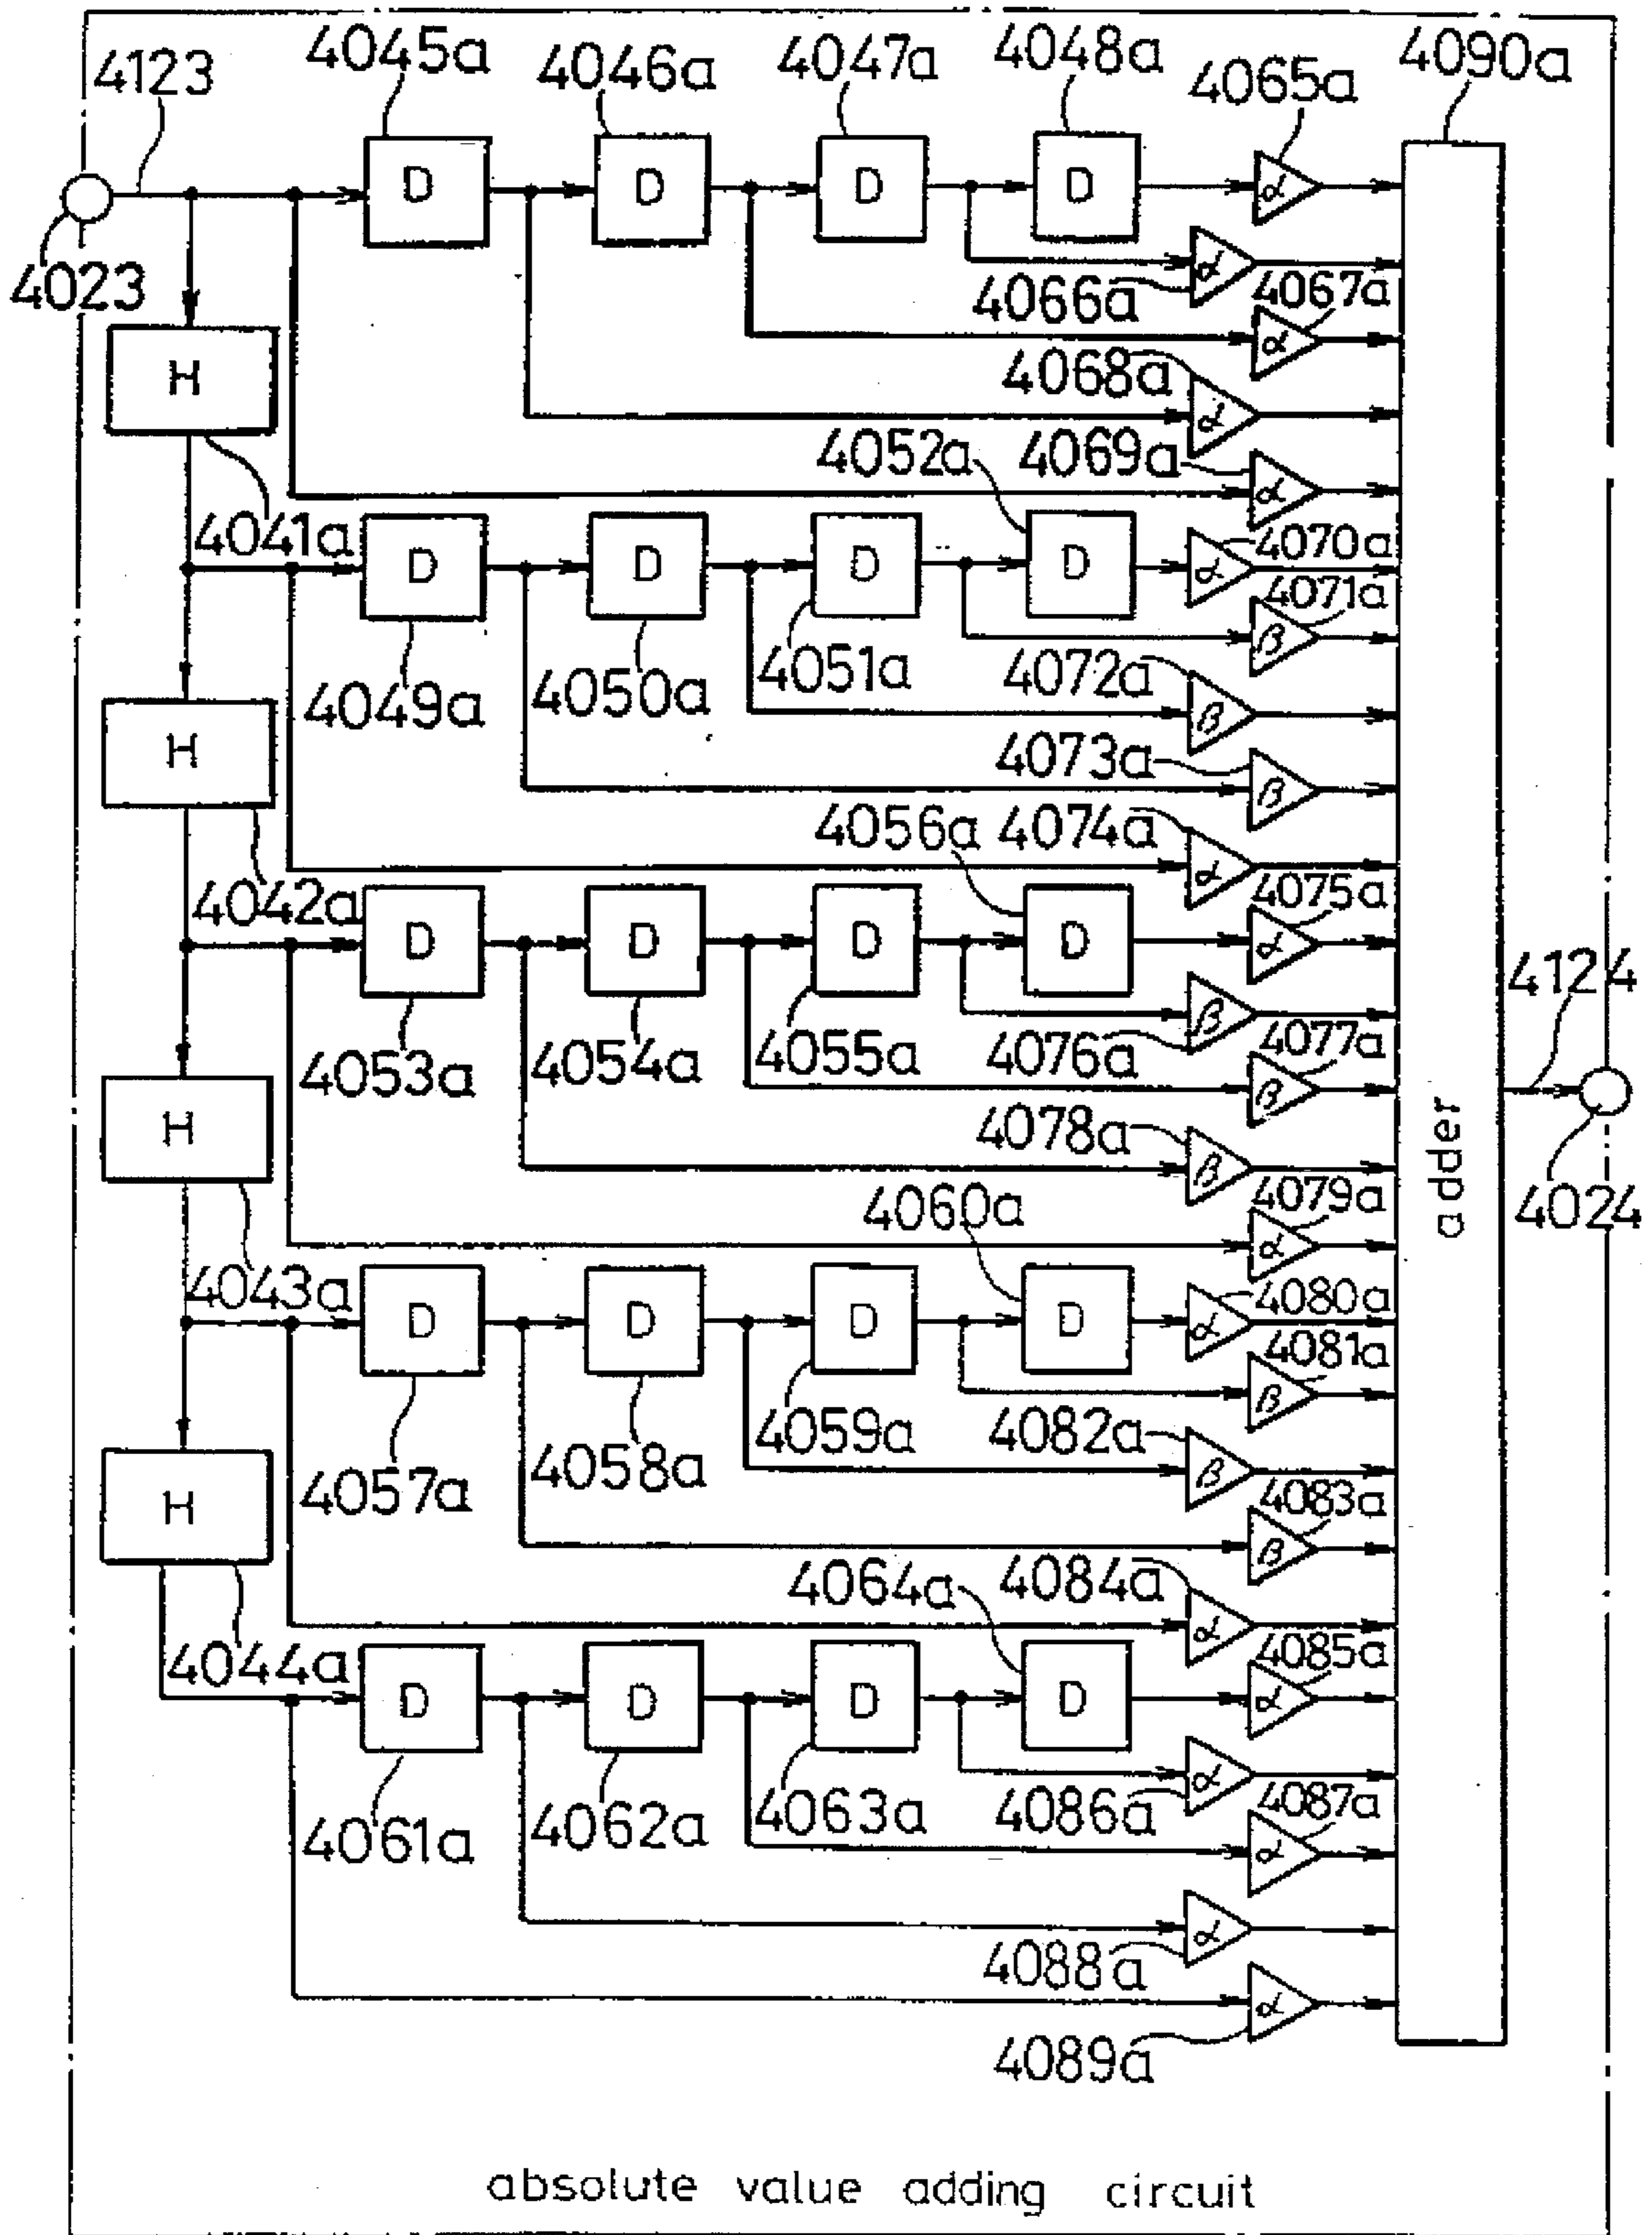 4045a 4046a 4047a 4048a 4090a
4123 4065a
D D D D α
4023 α
4066a 4067a
α
H 4068a
α
4052a 4069a
α
4041a 4070a
D D D D α
4071a
β
4049a 4050a 4051a 4072a
β
H 4073a
β
4056a 4074a
α
4042a 4075a
D D D D α
4124
β
4053a 4054a 4055a 4076a 4077a
β
H 4078a
β
adder
4060a 4079a 4024
α
4043a 4080a
D D D D α
4081a
β
4057a 4058a 4059a 4082a
β
H 4083a
β
4064a 4084a
α
4044a 4085a
D D D D α
α
4061a 4062a 4063a 4086a 4087a
α
α
4088a
α
4089a
absolute value adding circuit